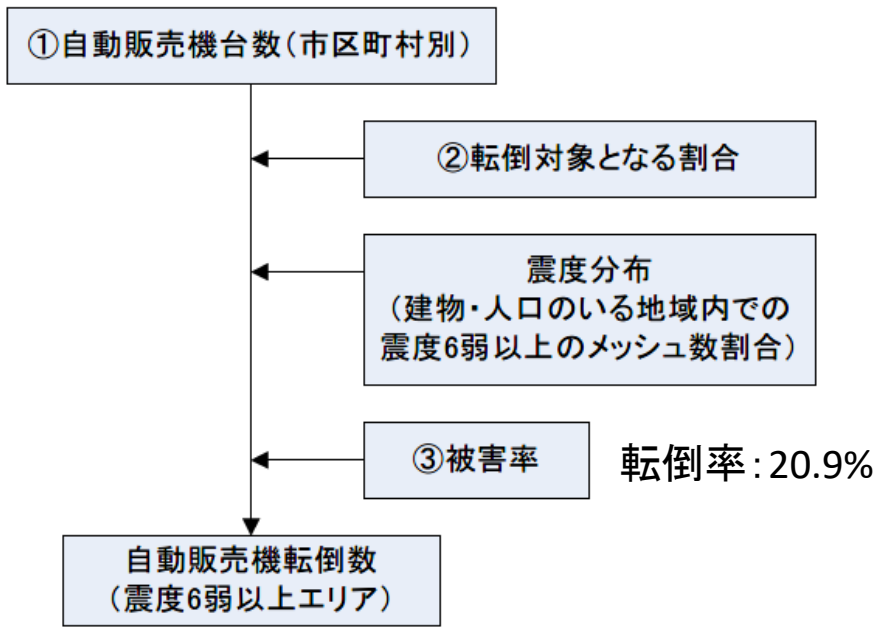 ①自動販売機台数(市区町村別)
②転倒対象となる割合
震度分布
(建物・人口のいる地域内での
震度6弱以上のメッシュ数割合)
③被害率
転倒率:20.9%
自動販売機転倒数
(震度6弱以上エリア)